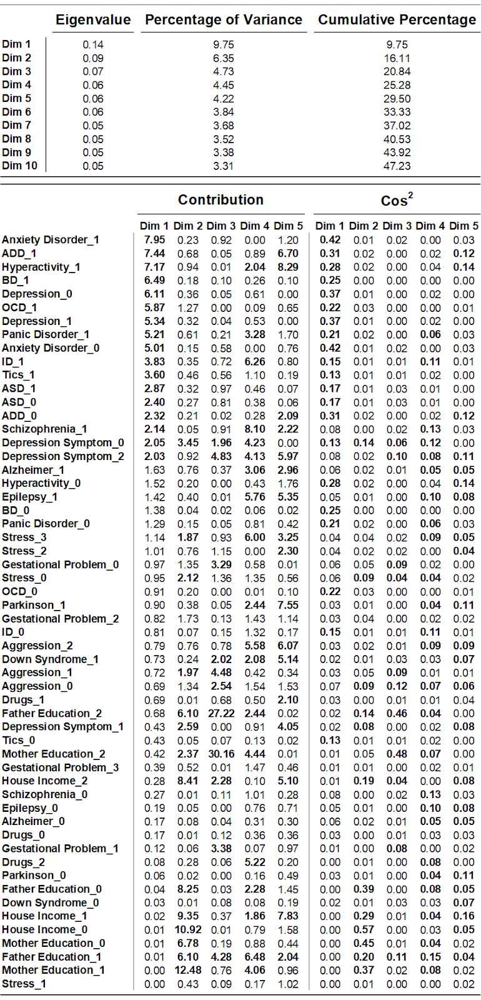 Eigenvalue Percentage of Variance Cumulative Percentage
Dim 1 0.14 9.75 9.75
Dim 2 0.09 6.35 16.11
Dim 3 0.07 4.73 20.84
Dim 4 0.06 4.45 25.28
Dim 5 0.06 4.22 29.50
Dim 6 0.06 3.84 33.33
Dim 7 0.05 3.68 37.02
Dim 8 0.05 3.52 40.53
Dim 9 0.05 3.38 43.92
Dim 10 0.05 3.31 47.23
Contribution Cos²
Dim 1 Dim 2 Dim 3 Dim 4 Dim 5 Dim 1 Dim 2 Dim 3 Dim 4 Dim 5
Anxiety Disorder_1 7.95 0.23 0.92 0.00 1.20 0.42 0.01 0.02 0.00 0.03
ADD_1 7.44 0.68 0.05 0.89 6.70 0.31 0.02 0.00 0.02 0.12
Hyperactivity_1 7.17 0.94 0.01 2.04 8.29 0.28 0.02 0.00 0.04 0.14
BD_1 6.49 0.18 0.10 0.26 0.10 0.25 0.00 0.00 0.00 0.00
Depression_0 6.11 0.36 0.05 0.61 0.00 0.37 0.01 0.00 0.02 0.00
OCD_1 5.87 1.27 0.00 0.09 0.65 0.22 0.03 0.00 0.00 0.01
Depression_1 5.34 0.32 0.04 0.53 0.00 0.37 0.01 0.00 0.02 0.00
Panic Disorder_1 5.21 0.61 0.21 3.28 1.70 0.21 0.02 0.00 0.06 0.03
Anxiety Disorder_0 5.01 0.15 0.58 0.00 0.76 0.42 0.01 0.02 0.00 0.03
ID_1 3.83 0.35 0.72 6.26 0.80 0.15 0.01 0.01 0.11 0.01
Tics_1 3.60 0.46 0.56 1.10 0.19 0.13 0.01 0.01 0.02 0.00
ASD_1 2.87 0.32 0.97 0.46 0.07 0.17 0.01 0.03 0.01 0.00
ASD_0 2.40 0.27 0.81 0.38 0.06 0.17 0.01 0.03 0.01 0.00
ADD_0 2.32 0.21 0.02 0.28 2.09 0.31 0.02 0.00 0.02 0.12
Schizophrenia_1 2.14 0.05 0.91 8.10 2.22 0.08 0.00 0.02 0.13 0.03
Depression Symptom_0 2.05 3.45 1.96 4.23 0.00 0.13 0.14 0.06 0.12 0.00
Depression Symptom_2 2.03 0.92 4.83 4.13 5.97 0.08 0.02 0.10 0.08 0.11
Alzheimer_1 1.63 0.76 0.37 3.06 2.96 0.06 0.02 0.01 0.05 0.05
Hyperactivity_0 1.52 0.20 0.00 0.43 1.76 0.28 0.02 0.00 0.04 0.14
Epilepsy_1 1.42 0.40 0.01 5.76 5.35 0.05 0.01 0.00 0.10 0.08
BD_0 1.38 0.04 0.02 0.06 0.02 0.25 0.00 0.00 0.00 0.00
Panic Disorder_0 1.29 0.15 0.05 0.81 0.42 0.21 0.02 0.00 0.06 0.03
Stress_3 1.14 1.87 0.93 6.00 3.25 0.04 0.04 0.02 0.09 0.05
Stress_2 1.01 0.76 1.15 0.00 2.30 0.04 0.02 0.02 0.00 0.04
Gestational Problem_0 0.97 1.35 3.29 0.58 0.01 0.06 0.05 0.09 0.02 0.00
Stress_0 0.95 2.12 1.36 1.35 0.56 0.06 0.09 0.04 0.04 0.02
OCD_0 0.91 0.20 0.00 0.01 0.10 0.22 0.03 0.00 0.00 0.01
Parkinson_1 0.90 0.38 0.05 2.44 7.55 0.03 0.01 0.00 0.04 0.11
Gestational Problem_2 0.82 1.73 0.13 1.43 1.14 0.03 0.04 0.00 0.02 0.02
ID_0 0.81 0.07 0.15 1.32 0.17 0.15 0.01 0.01 0.11 0.01
Aggression_2 0.79 0.76 0.78 5.58 6.07 0.03 0.02 0.01 0.09 0.09
Down Syndrome_1 0.73 0.24 2.02 2.08 5.14 0.02 0.01 0.03 0.03 0.07
Aggression_1 0.72 1.97 4.48 0.42 0.34 0.03 0.05 0.09 0.01 0.01
Aggression_0 0.69 1.34 2.54 1.54 1.53 0.07 0.09 0.12 0.07 0.06
Drugs_1 0.69 0.01 0.68 0.50 2.10 0.03 0.00 0.01 0.01 0.04
Father Education_2 0.68 6.10 27.22 2.44 0.02 0.02 0.14 0.46 0.04 0.00
Depression Symptom_1 0.43 2.59 0.00 0.91 4.05 0.02 0.08 0.00 0.02 0.08
Tics_0 0.43 0.05 0.07 0.13 0.02 0.13 0.01 0.01 0.02 0.00
Mother Education_2 0.42 2.37 30.16 4.44 0.01 0.01 0.05 0.48 0.07 0.00
Gestational Problem_3 0.39 0.52 0.01 1.47 0.46 0.01 0.01 0.00 0.02 0.01
House Income_2 0.28 8.41 2.28 0.10 5.10 0.01 0.19 0.04 0.00 0.08
Schizophrenia_0 0.27 0.01 0.11 1.01 0.28 0.08 0.00 0.02 0.13 0.03
Epilepsy_0 0.19 0.05 0.00 0.76 0.71 0.05 0.01 0.00 0.10 0.08
Alzheimer_0 0.17 0.08 0.04 0.31 0.30 0.06 0.02 0.01 0.05 0.05
Drugs_0 0.17 0.01 0.12 0.36 0.36 0.03 0.00 0.01 0.03 0.03
Gestational Problem_1 0.12 0.06 3.38 0.07 0.97 0.01 0.00 0.08 0.00 0.02
Drugs_2 0.08 0.28 0.06 5.22 0.20 0.00 0.01 0.00 0.08 0.00
Parkinson_0 0.06 0.02 0.00 0.16 0.49 0.03 0.01 0.00 0.04 0.11
Father Education_0 0.04 8.25 0.03 2.28 1.45 0.00 0.39 0.00 0.08 0.05
Down Syndrome_0 0.03 0.01 0.08 0.08 0.19 0.02 0.01 0.03 0.03 0.07
House Income_1 0.02 9.35 0.37 1.86 7.83 0.00 0.29 0.01 0.04 0.16
House Income_0 0.01 10.92 0.01 0.79 1.58 0.00 0.57 0.00 0.03 0.05
Mother Education_0 0.01 6.78 0.19 0.88 0.44 0.00 0.45 0.01 0.04 0.02
Father Education_1 0.01 6.10 4.28 6.48 2.04 0.00 0.20 0.11 0.15 0.04
Mother Education_1 0.00 12.48 0.76 4.06 0.96 0.00 0.37 0.02 0.08 0.02
Stress_1 0.00 0.43 0.09 0.17 1.02 0.00 0.01 0.00 0.00 0.02